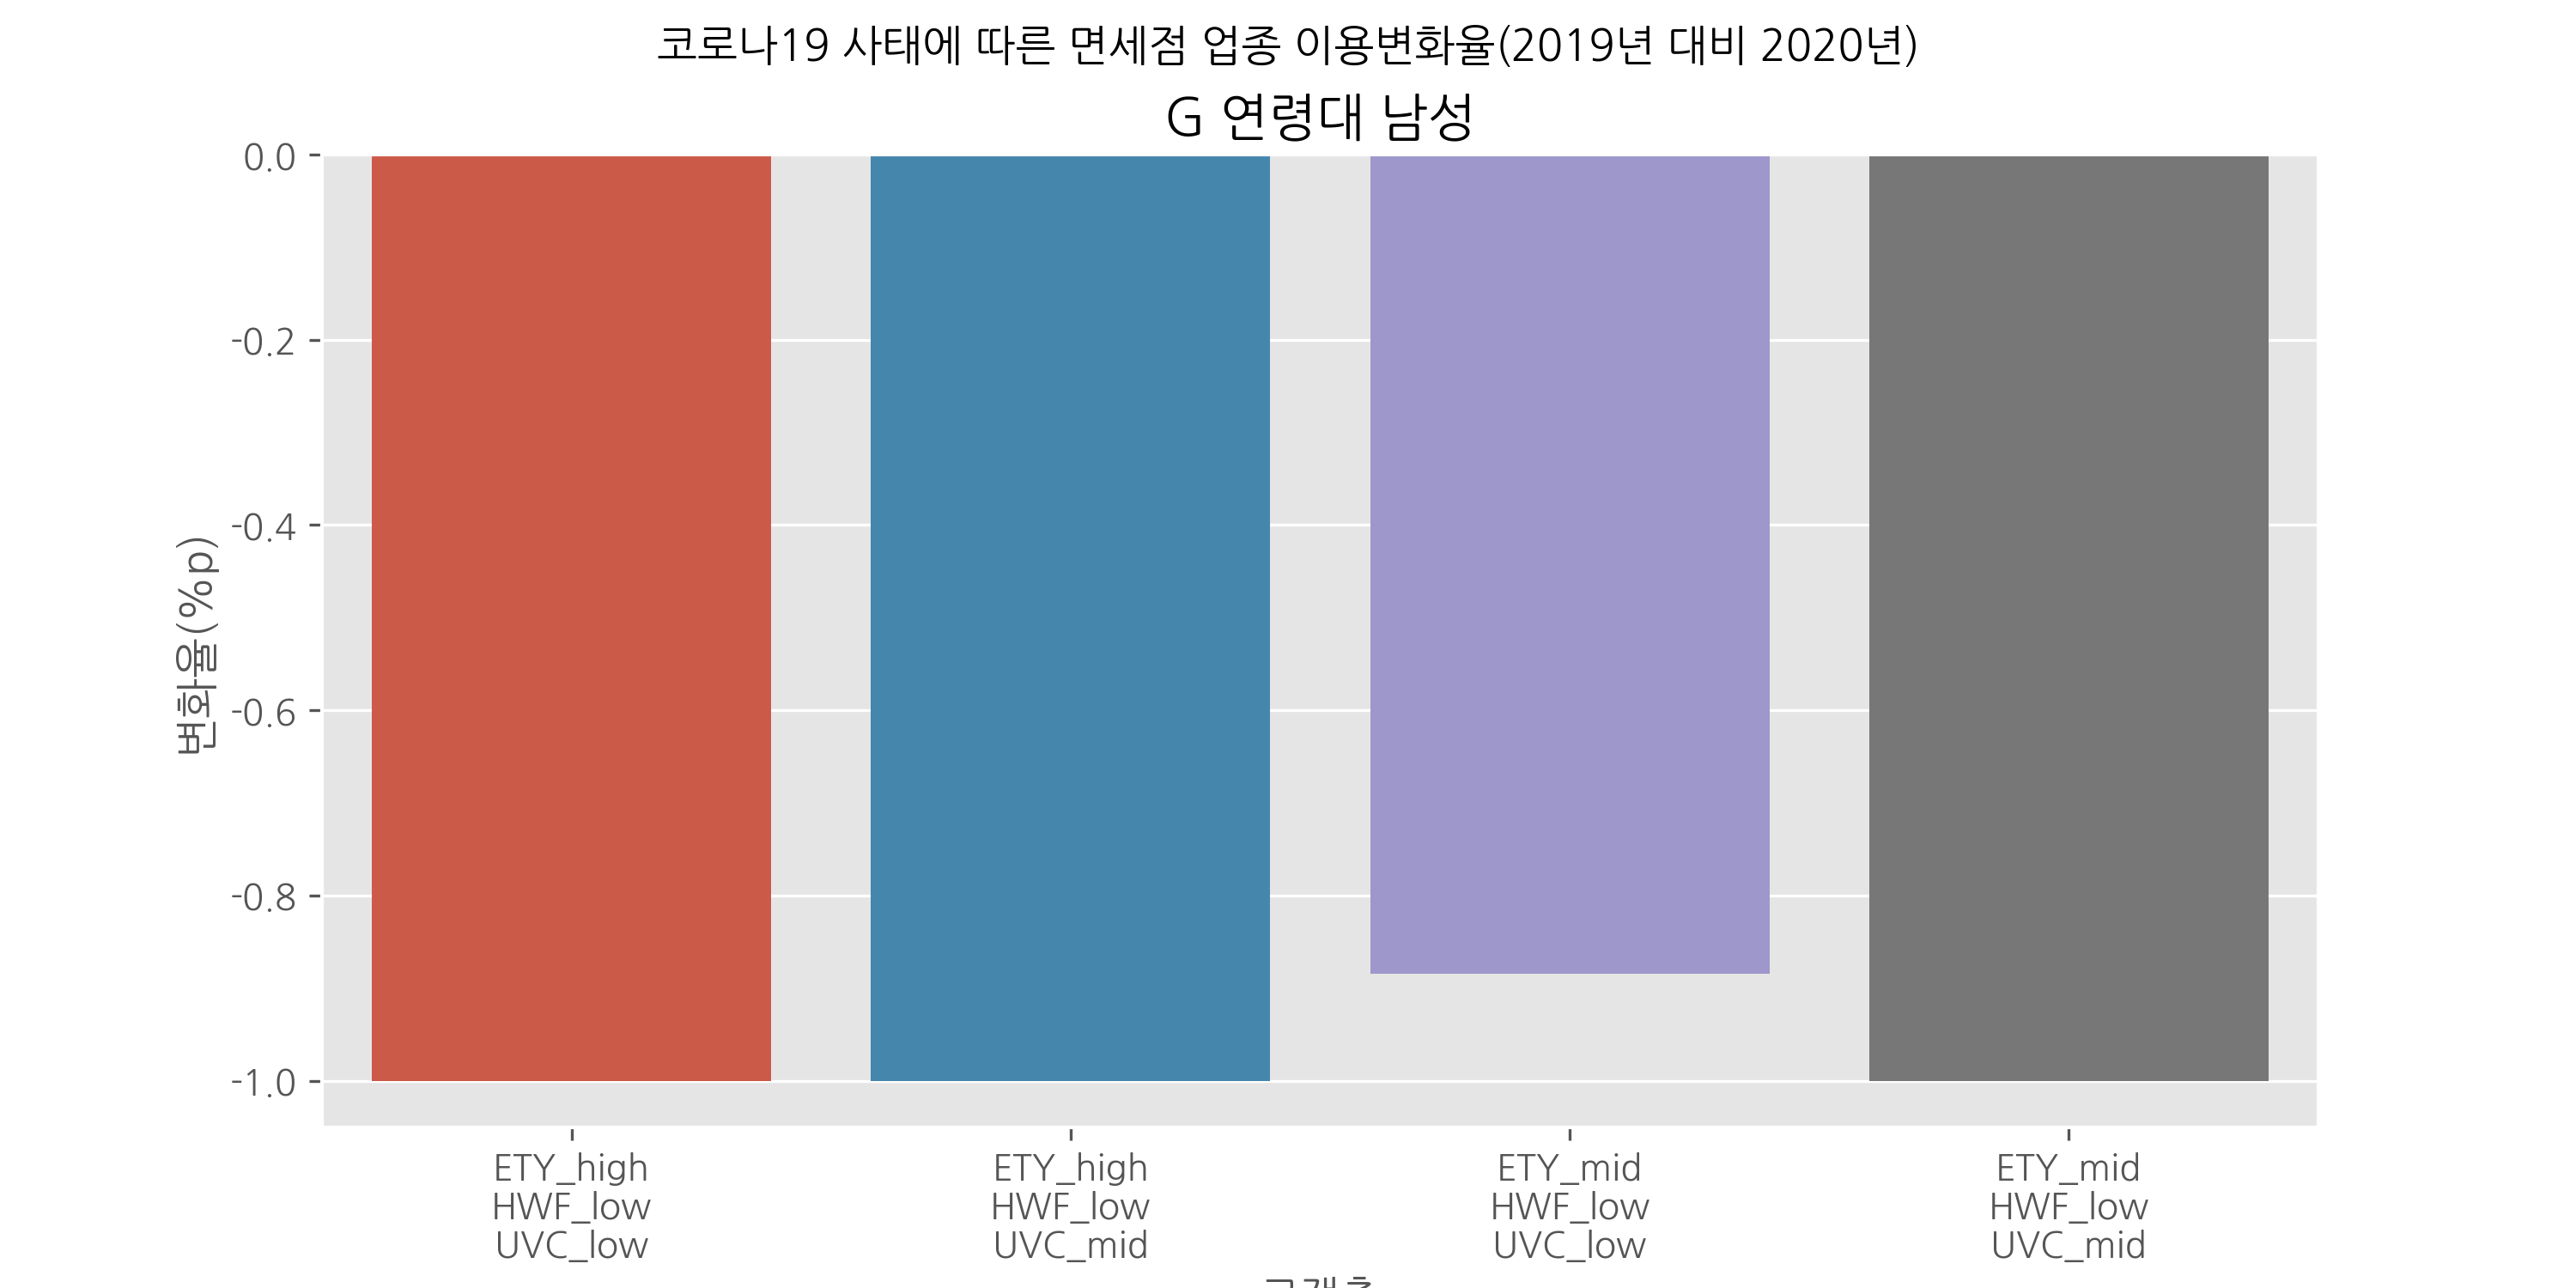 코로나19 사태에 따른 면세점 업종 이용변화율(2019년 대비 2020년)
G 연령대 남성
변화율(%p)
0.0
-0.2
-0.4
-0.6
-0.8
-1.0
ETY_high
HWF_low
UVC_low
ETY_high
HWF_low
UVC_mid
ETY_mid
HWF_low
UVC_low
ETY_mid
HWF_low
UVC_mid